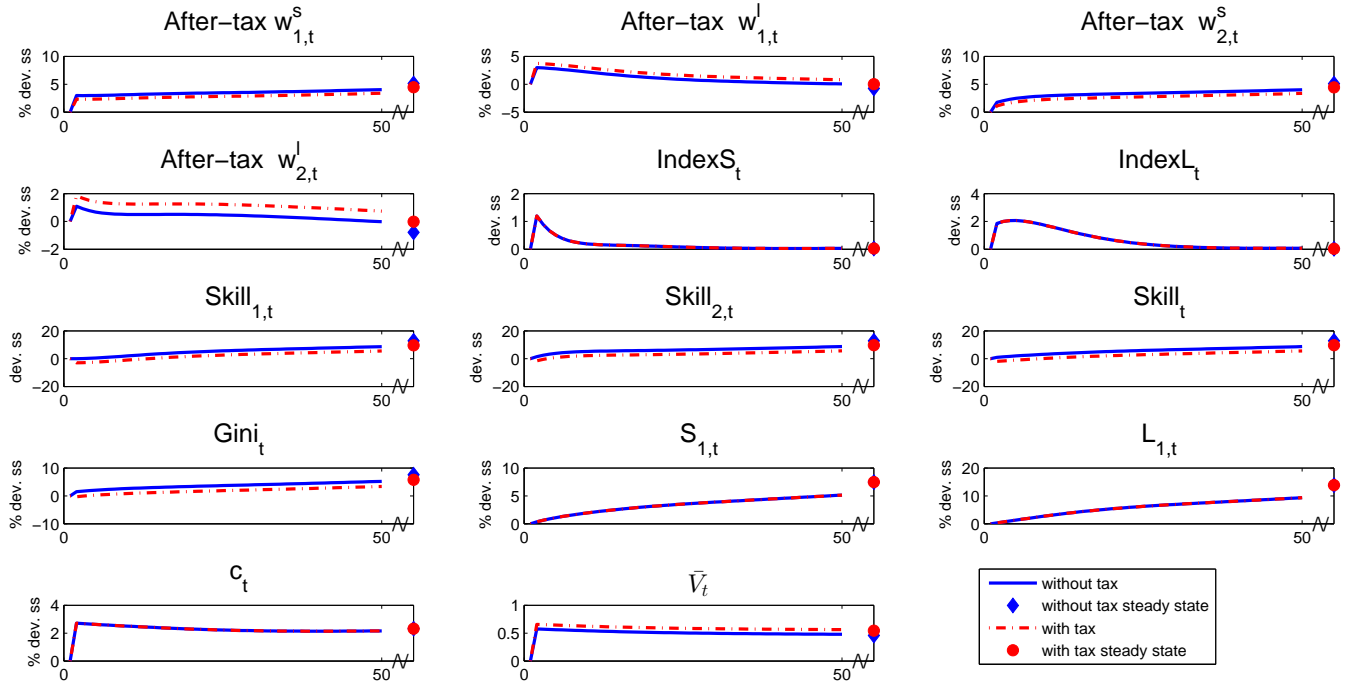 After−tax w^s_{1,t}
% dev. ss
10
5
0
0
50
After−tax w^l_{1,t}
% dev. ss
5
0
−5
0
50
After−tax w^s_{2,t}
% dev. ss
10
5
0
0
50
After−tax w^l_{2,t}
% dev. ss
2
0
−2
0
50
IndexS_t
dev. ss
2
1
0
0
50
IndexL_t
dev. ss
4
2
0
0
50
Skill_{1,t}
dev. ss
20
0
−20
0
50
Skill_{2,t}
dev. ss
20
0
−20
0
50
Skill_t
dev. ss
20
0
−20
0
50
Gini_t
% dev. ss
10
0
−10
0
50
S_{1,t}
% dev. ss
10
5
0
0
50
L_{1,t}
% dev. ss
20
10
0
0
50
c_t
% dev. ss
4
2
0
0
50
V̄_t
% dev. ss
1
0.5
0
0
50
without tax
without tax steady state
with tax
with tax steady state